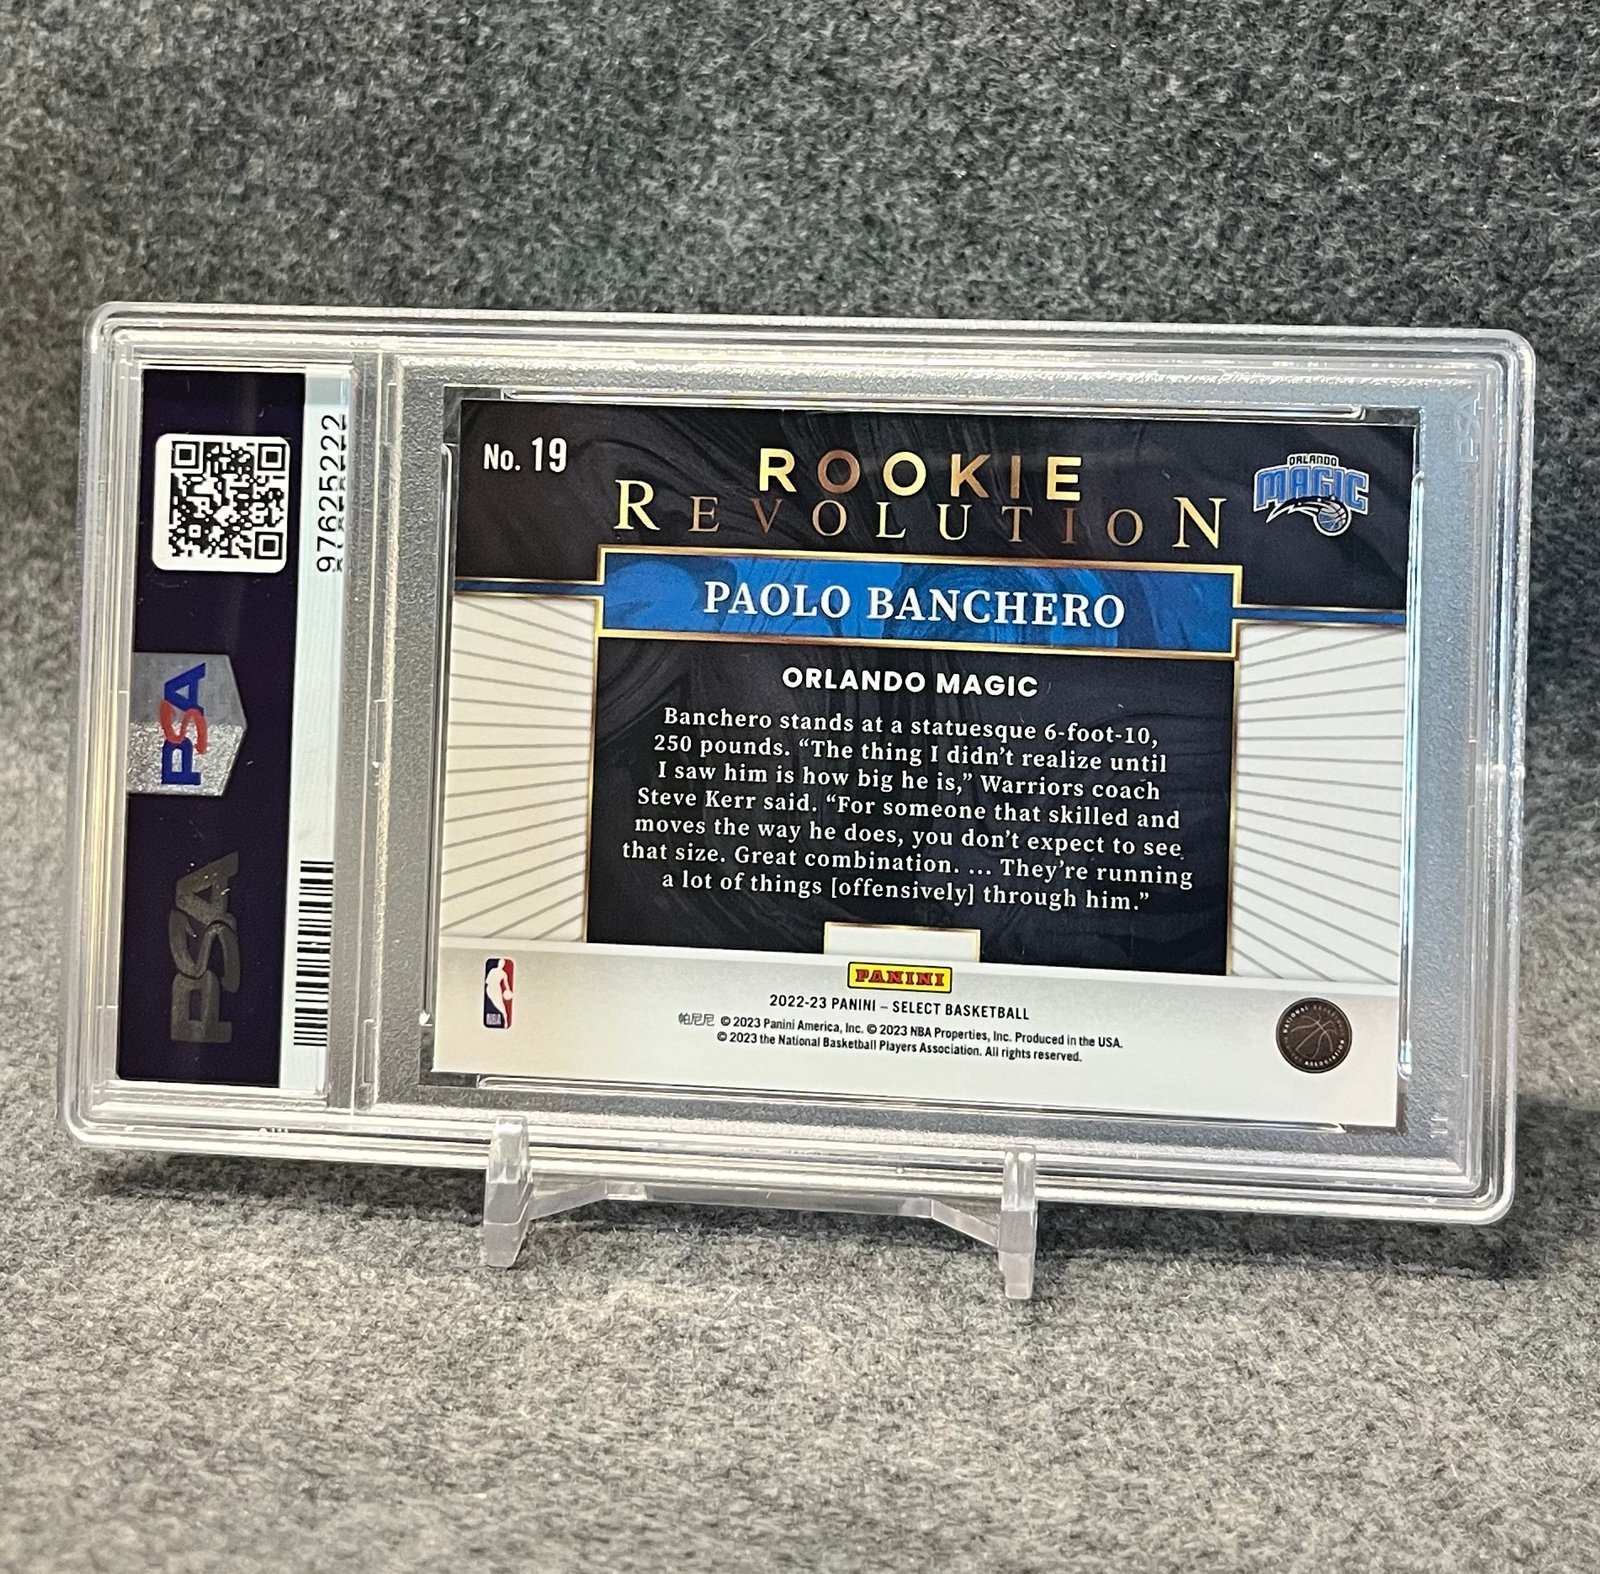 97625222
PSA
PSA
No. 19
ROOKIE
REVOLUTION
ORLANDO
MAGIC
PAOLO BANCHERO
ORLANDO MAGIC
Banchero stands at a statuesque 6-foot-10,
250 pounds. “The thing I didn’t realize until
I saw him is how big he is,” Warriors coach
Steve Kerr said. “For someone that skilled and
moves the way he does, you don’t expect to see
that size. Great combination. ... They’re running
a lot of things [offensively] through him.”
PANINI
NBA
2022-23 PANINI – SELECT BASKETBALL
帕尼尼 © 2023 Panini America, Inc. © 2023 NBA Properties, Inc. Produced in the USA.
© 2023 the National Basketball Players Association. All rights reserved.